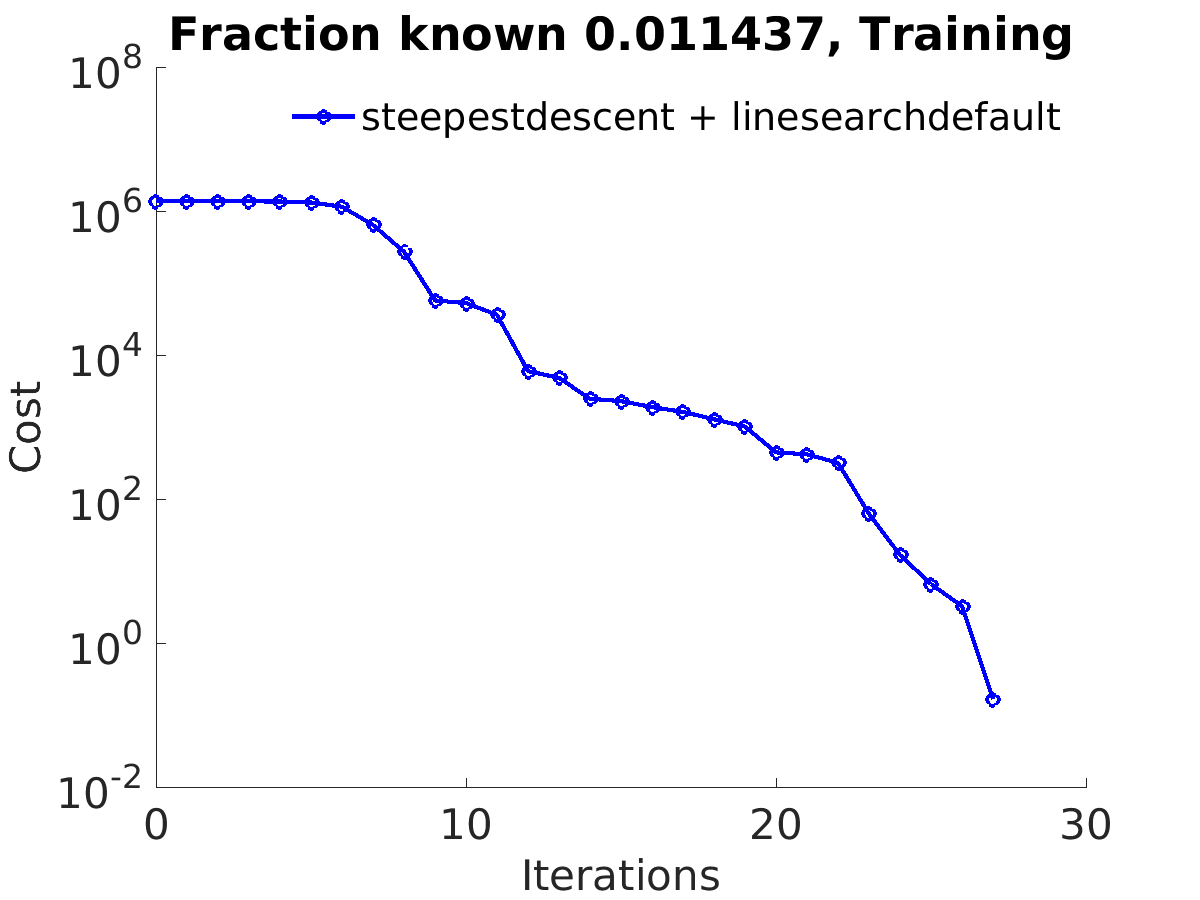 Fraction known 0.011437, Training
steepestdescent + linesearchdefault
Cost
10^8
10^6
10^4
10^2
10^0
10^-2
0 10 20 30
Iterations